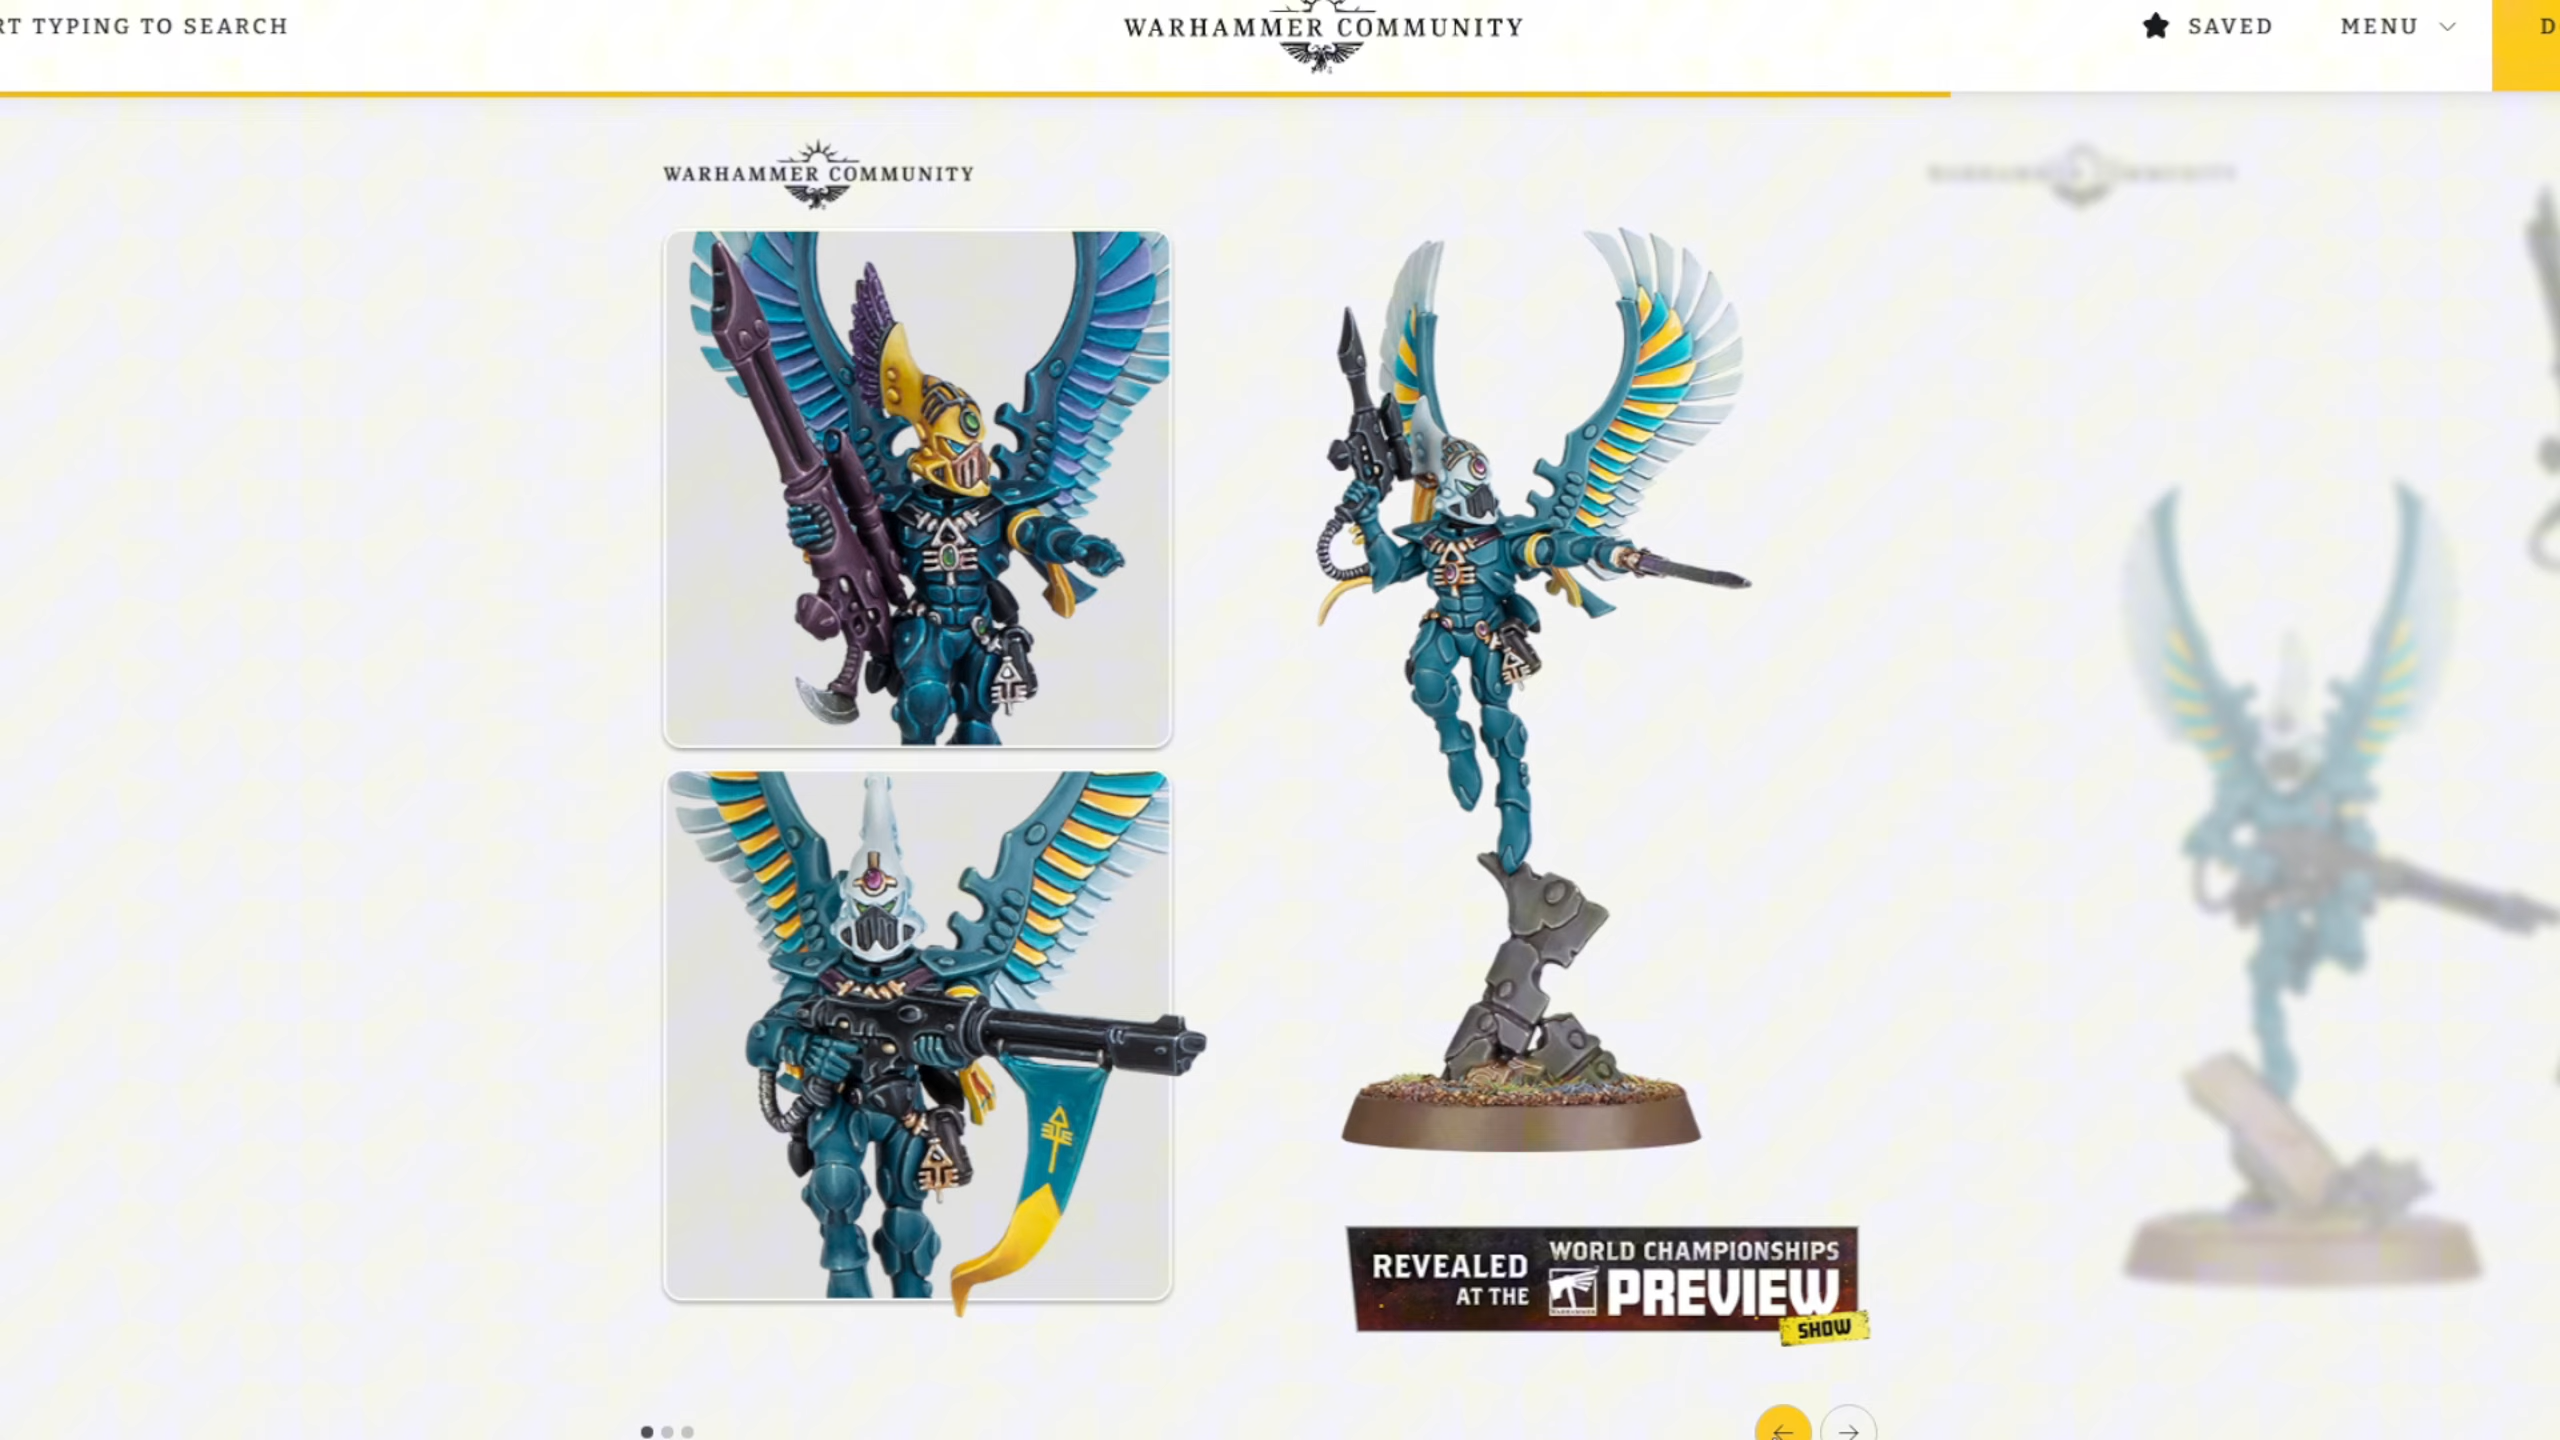 RT TYPING TO SEARCH
WARHAMMER COMMUNITY
SAVED
MENU
D
WARHAMMER COMMUNITY
REVEALED
AT THE
WORLD CHAMPIONSHIPS
PREVIEW
SHOW